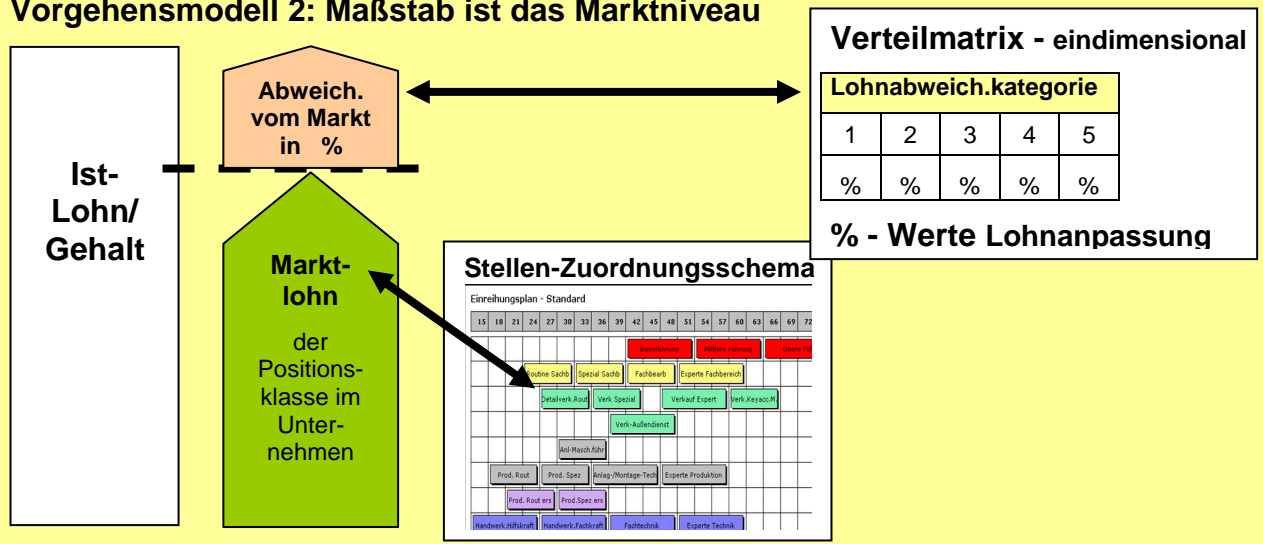 Vorgehensmodell 2: Maßstab ist das Marktniveau
Ist-
Lohn/
Gehalt
Abweich.
vom Markt
in %
Markt-
lohn
der
Positions-
klasse im
Unter-
nehmen
Verteilmatrix - eindimensional
Lohnabweich.kategorie
1 2 3 4 5
% % % % %
% - Werte Lohnanpassung
Stellen-Zuordnungsschema
Einreihungsplan - Standard
15 18 21 24 27 30 33 36 39 42 45 48 51 54 57 60 63 66 69 72
Basisführung Mittlere Führung Obere Fü
Routine Sachb Spezial Sachb Fachbearb Experte Fachbereich
Detailverk.Rout Verk Spezial Verkauf Expert Verk.Keyacc.M.
Verk-Außendienst
Anl-Masch.führ
Prod. Rout Prod. Spez Anlag-/Montage-Tech Experte Produktion
Prod. Rout ers Prod.Spez ers
Handwerk.Hilfskraft Handwerk.Fachkraft Fachtechnik Experte Technik